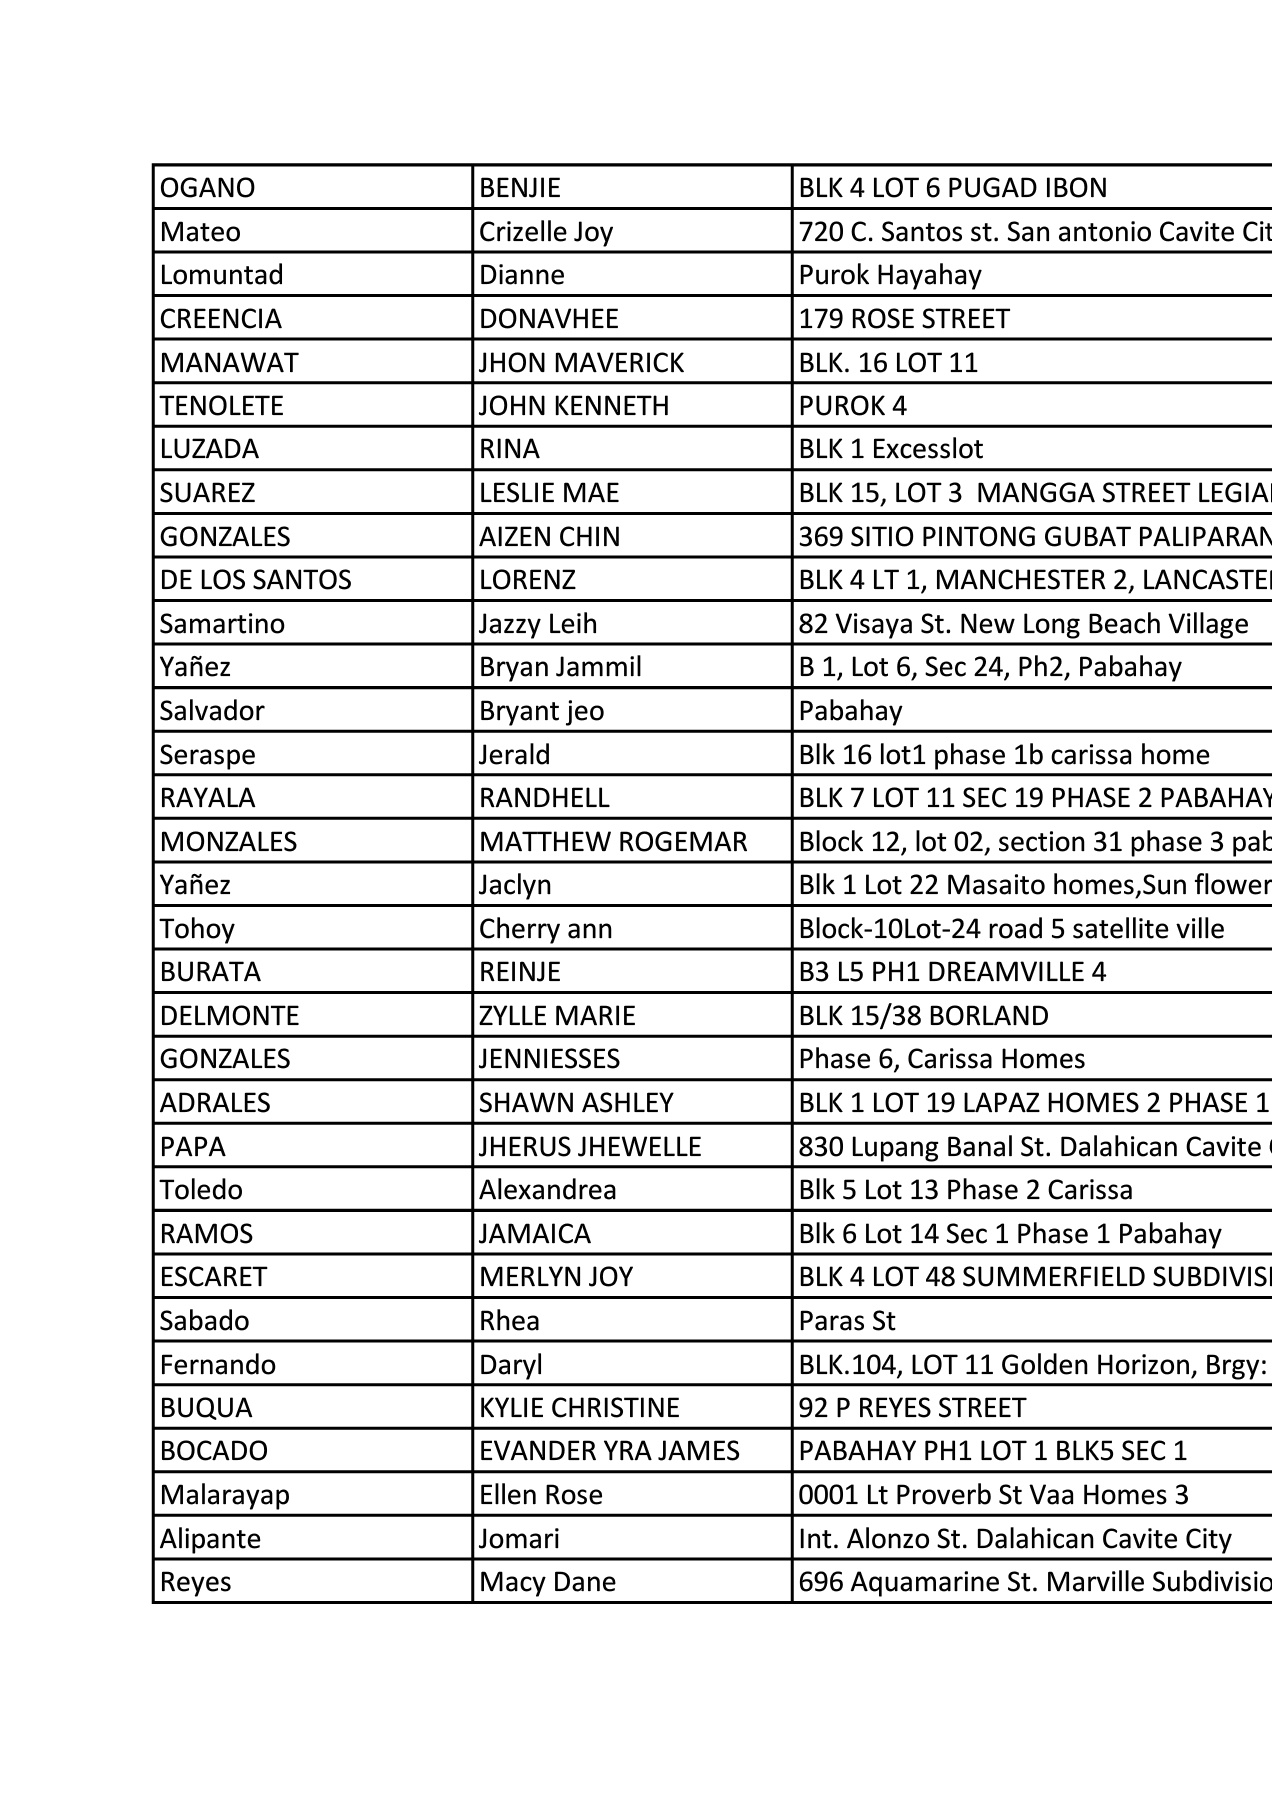 OGANO BENJIE BLK 4 LOT 6 PUGAD IBON
Mateo Crizelle Joy 720 C. Santos st. San antonio Cavite Cit
Lomuntad Dianne Purok Hayahay
CREENCIA DONAVHEE 179 ROSE STREET
MANAWAT JHON MAVERICK BLK. 16 LOT 11
TENOLETE JOHN KENNETH PUROK 4
LUZADA RINA BLK 1 Excesslot
SUAREZ LESLIE MAE BLK 15, LOT 3  MANGGA STREET LEGIA
GONZALES AIZEN CHIN 369 SITIO PINTONG GUBAT PALIPARAN
DE LOS SANTOS LORENZ BLK 4 LT 1, MANCHESTER 2, LANCASTE
Samartino Jazzy Leih 82 Visaya St. New Long Beach Village
Yañez Bryan Jammil B 1, Lot 6, Sec 24, Ph2, Pabahay
Salvador Bryant jeo Pabahay
Seraspe Jerald Blk 16 lot1 phase 1b carissa home
RAYALA RANDHELL BLK 7 LOT 11 SEC 19 PHASE 2 PABAHAY
MONZALES MATTHEW ROGEMAR Block 12, lot 02, section 31 phase 3 pab
Yañez Jaclyn Blk 1 Lot 22 Masaito homes,Sun flower
Tohoy Cherry ann Block-10Lot-24 road 5 satellite ville
BURATA REINJE B3 L5 PH1 DREAMVILLE 4
DELMONTE ZYLLE MARIE BLK 15/38 BORLAND
GONZALES JENNIESSES Phase 6, Carissa Homes
ADRALES SHAWN ASHLEY BLK 1 LOT 19 LAPAZ HOMES 2 PHASE 1
PAPA JHERUS JHEWELLE 830 Lupang Banal St. Dalahican Cavite
Toledo Alexandrea Blk 5 Lot 13 Phase 2 Carissa
RAMOS JAMAICA Blk 6 Lot 14 Sec 1 Phase 1 Pabahay
ESCARET MERLYN JOY BLK 4 LOT 48 SUMMERFIELD SUBDIVISI
Sabado Rhea Paras St
Fernando Daryl BLK.104, LOT 11 Golden Horizon, Brgy:
BUQUA KYLIE CHRISTINE 92 P REYES STREET
BOCADO EVANDER YRA JAMES PABAHAY PH1 LOT 1 BLK5 SEC 1
Malarayap Ellen Rose 0001 Lt Proverb St Vaa Homes 3
Alipante Jomari Int. Alonzo St. Dalahican Cavite City
Reyes Macy Dane 696 Aquamarine St. Marville Subdivisio